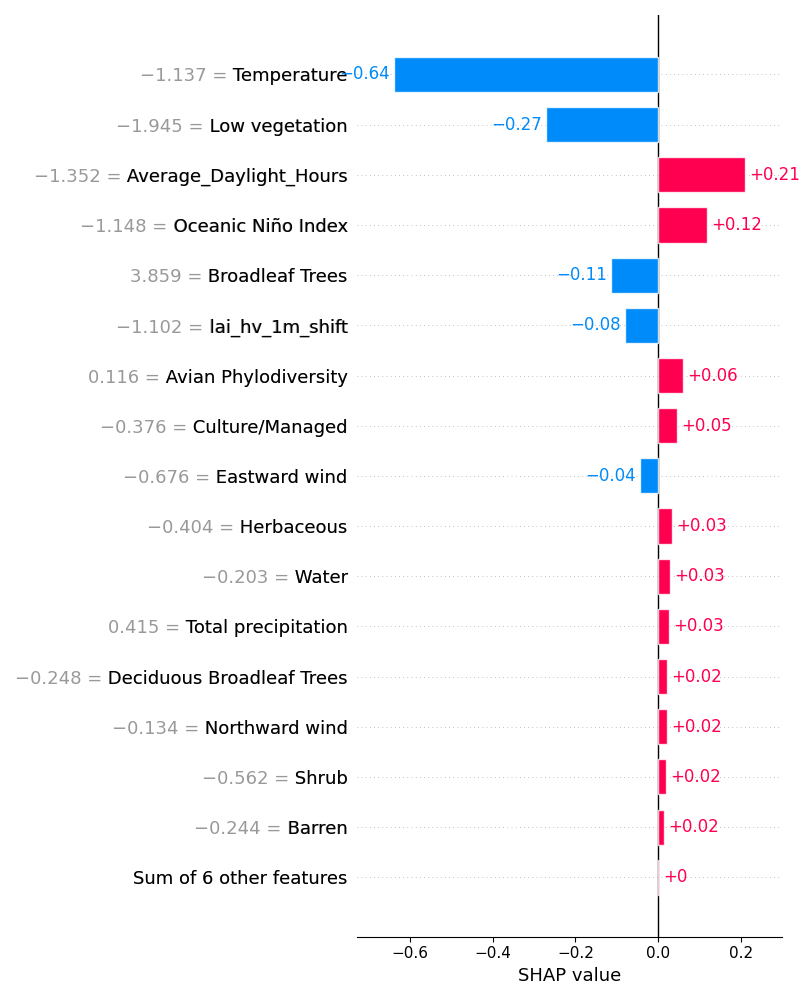 −1.137 = Temperature −0.64
−1.945 = Low vegetation −0.27
−1.352 = Average_Daylight_Hours +0.21
−1.148 = Oceanic Niño Index +0.12
3.859 = Broadleaf Trees −0.11
−1.102 = lai_hv_1m_shift −0.08
0.116 = Avian Phylodiversity +0.06
−0.376 = Culture/Managed +0.05
−0.676 = Eastward wind −0.04
−0.404 = Herbaceous +0.03
−0.203 = Water +0.03
0.415 = Total precipitation +0.03
−0.248 = Deciduous Broadleaf Trees +0.02
−0.134 = Northward wind +0.02
−0.562 = Shrub +0.02
−0.244 = Barren +0.02
Sum of 6 other features +0
−0.6 −0.4 −0.2 0.0 0.2
SHAP value